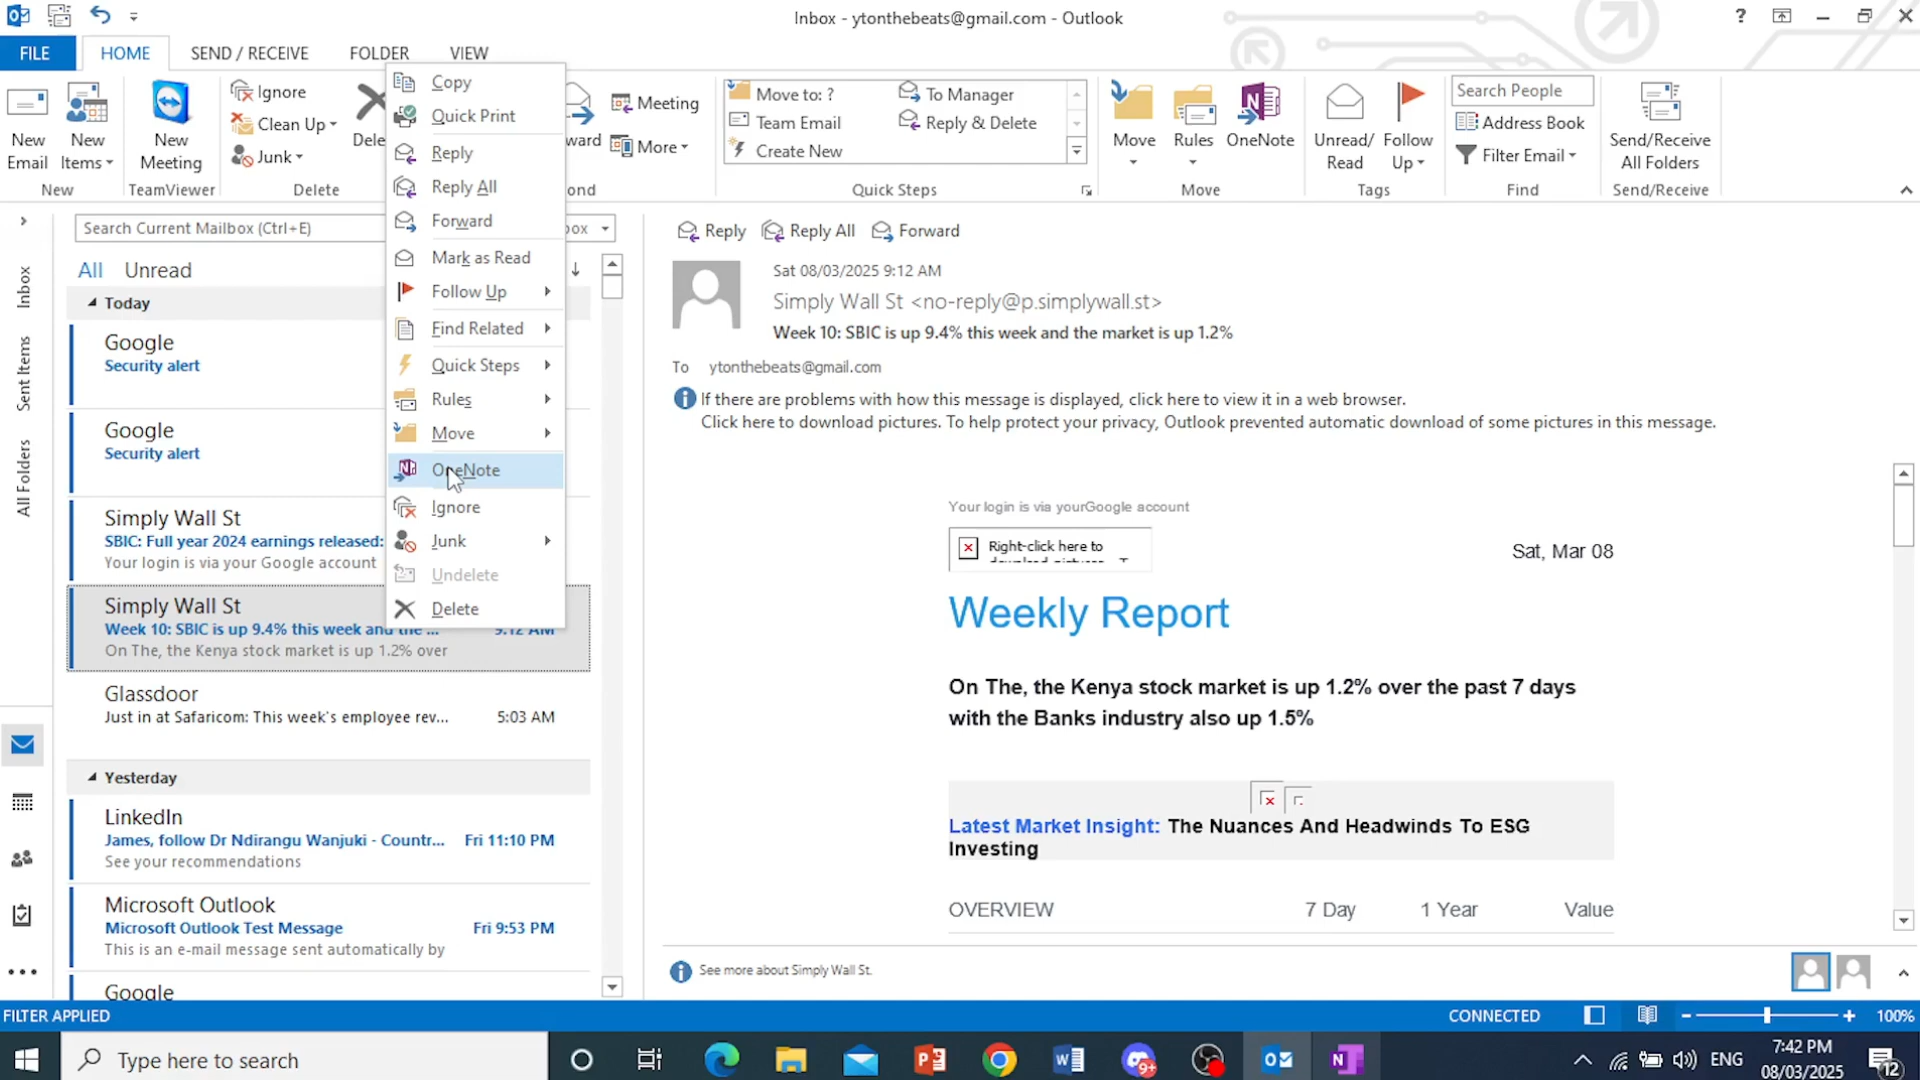 Inbox - ytonthebeats@gmail.com - Outlook
?
FILE
HOME
SEND / RECEIVE
FOLDER
VIEW
New
Email
New
Items
New
New
Meeting
TeamViewer
Ignore
Clean Up
Junk
Delete
Meeting
More
Move to: ?
Team Email
Create New
To Manager
Reply & Delete
Quick Steps
Move
Rules
OneNote
Move
Unread/
Read
Follow
Up
Tags
Search People
Address Book
Filter Email
Find
Send/Receive
All Folders
Send/Receive
Copy
Quick Print
Reply
Reply All
Forward
Mark as Read
Follow Up
Find Related
Quick Steps
Rules
Move
OneNote
Ignore
Junk
Undelete
Delete
Inbox
Sent Items
All Folders
Search Current Mailbox (Ctrl+E)
All Unread
Today
Google
Security alert
Google
Security alert
Simply Wall St
SBIC: Full year 2024 earnings released:
Your login is via your Google account
Simply Wall St
Week 10: SBIC is up 9.4% this week and the ... 9:12 AM
On The, the Kenya stock market is up 1.2% over
Glassdoor
Just in at Safaricom: This week's employee rev... 5:03 AM
Yesterday
LinkedIn
James, follow Dr Ndirangu Wanjuki - Countr... Fri 11:10 PM
See your recommendations
Microsoft Outlook
Microsoft Outlook Test Message Fri 9:53 PM
This is an e-mail message sent automatically by
Google
Reply Reply All Forward
Sat 08/03/2025 9:12 AM
Simply Wall St <no-reply@p.simplywall.st>
Week 10: SBIC is up 9.4% this week and the market is up 1.2%
To ytonthebeats@gmail.com
If there are problems with how this message is displayed, click here to view it in a web browser.
Click here to download pictures. To help protect your privacy, Outlook prevented automatic download of some pictures in this message.
Your login is via yourGoogle account
Right-click here to
download pictures.
Sat, Mar 08
Weekly Report
On The, the Kenya stock market is up 1.2% over the past 7 days
with the Banks industry also up 1.5%
Latest Market Insight: The Nuances And Headwinds To ESG
Investing
OVERVIEW 7 Day 1 Year Value
See more about Simply Wall St.
FILTER APPLIED
CONNECTED
100%
Type here to search
9+
ENG
7:42 PM
08/03/2025
12